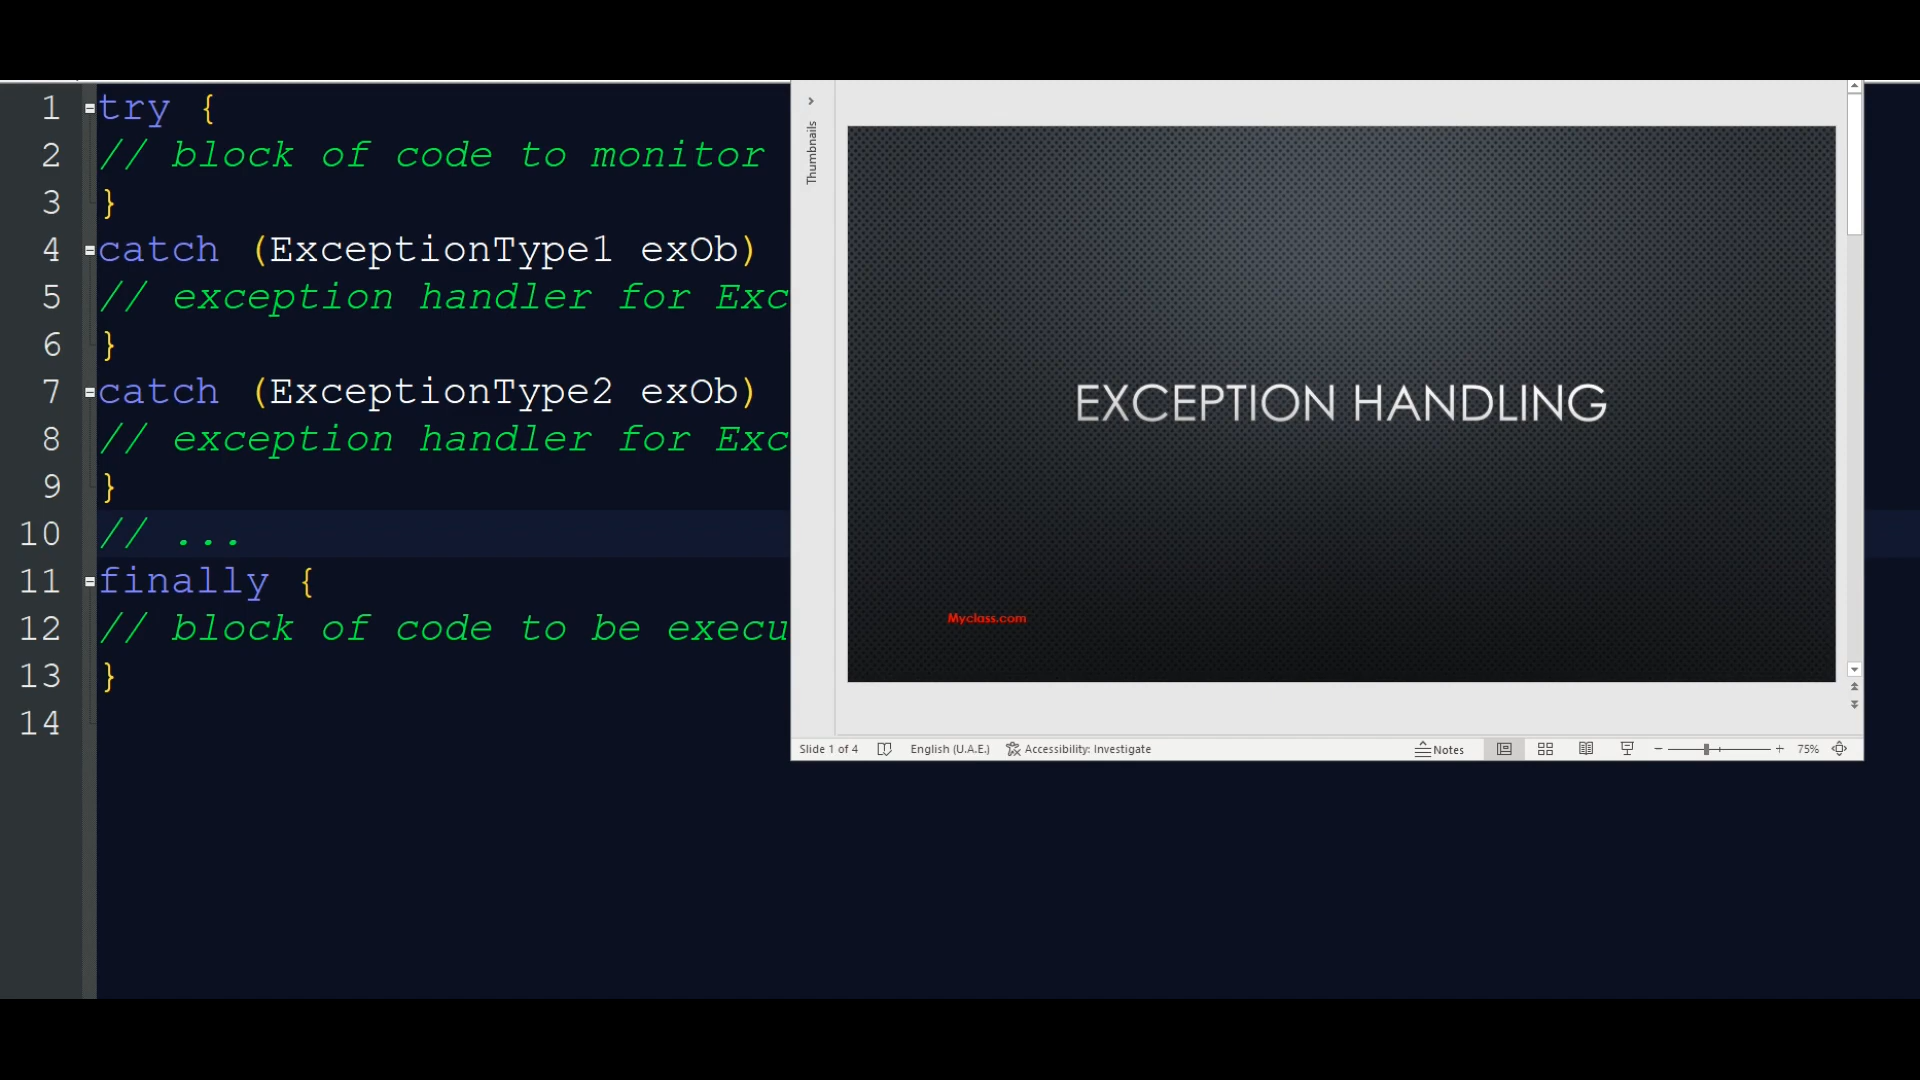 1 try {
2 // block of code to monitor
3 }
4 catch (ExceptionType1 exOb)
5 // exception handler for Exc
6 }
7 catch (ExceptionType2 exOb)
8 // exception handler for Exc
9 }
10 // ...
11 finally {
12 // block of code to be execu
13 }
14
Thumbnails
EXCEPTION HANDLING
Myclass.com
Slide 1 of 4 English (U.A.E.) Accessibility: Investigate Notes 75%